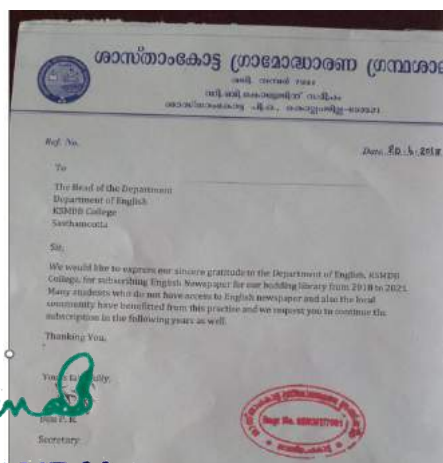 ശാസ്താംകോട്ട ഗ്രാമോദ്ധാരണ ഗ്രന്ഥശാല
Ref. No.
Date 20.4.2018
To
The Head of the Department
Department of English
KSMDB College
Sasthamcotta
Sir,
We would like to express our sincere gratitude to the Department of English, KSMDB
College, for subscribing English Newspaper for our budding library from 2018 to 2021.
Many students who do not have access to English newspaper and also the local
community have benefitted from this practice and we request you to continue the
subscription in the following years as well.
Thanking You,
Yours faithfully,
Secretary